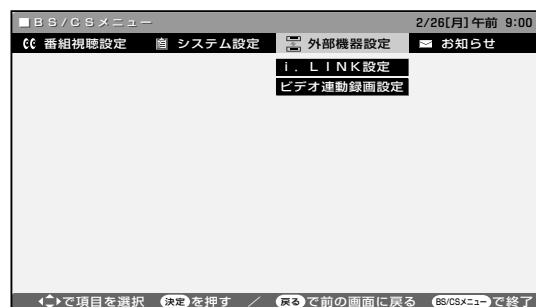 ■BS/CSメニュー 2/26[月]午前 9:00
番組視聴設定 システム設定 外部機器設定 お知らせ
i.LINK設定
ビデオ連動録画設定
で項目を選択 決定を押す / 戻るで前の画面に戻る BS/CSメニューで終了